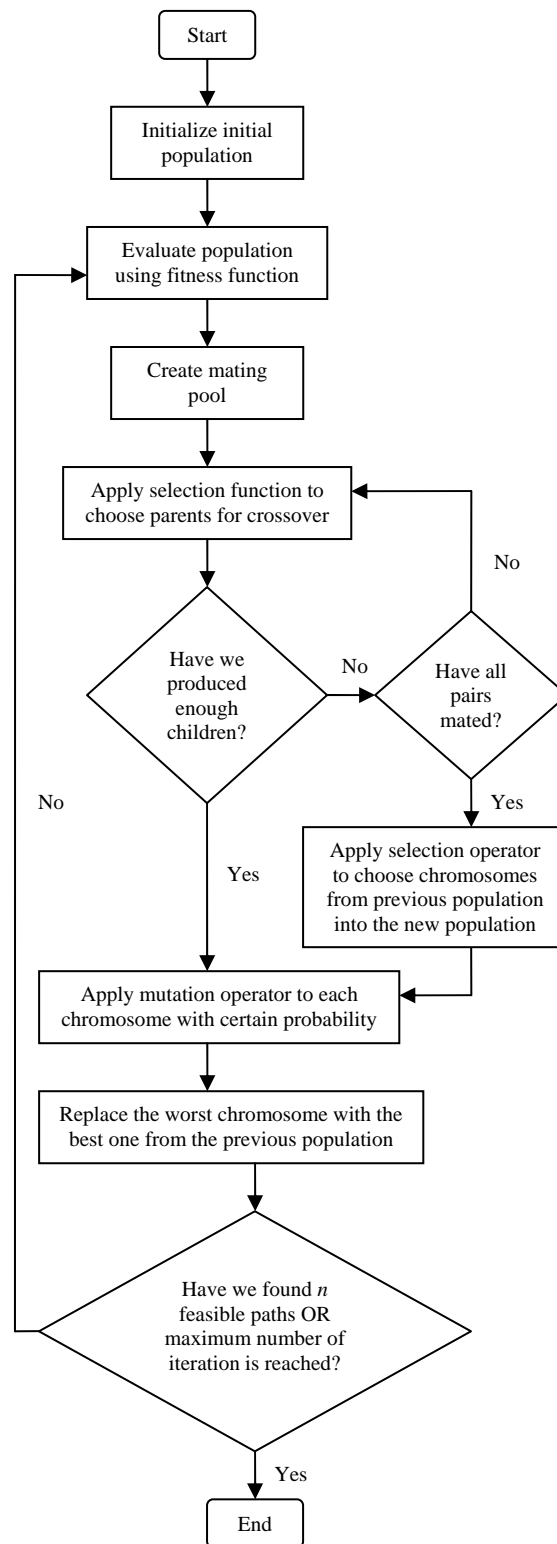 Start
Initialize initial
population
Evaluate population
using fitness function
Create mating
pool
Apply selection function to
choose parents for crossover
No
Have we
produced
enough
children?
No
Have all
pairs
mated?
No
Yes
Yes
Apply selection operator
to choose chromosomes
from previous population
into the new population
Apply mutation operator to each
chromosome with certain probability
Replace the worst chromosome with the
best one from the previous population
Have we found n
feasible paths OR
maximum number of
iteration is reached?
Yes
End